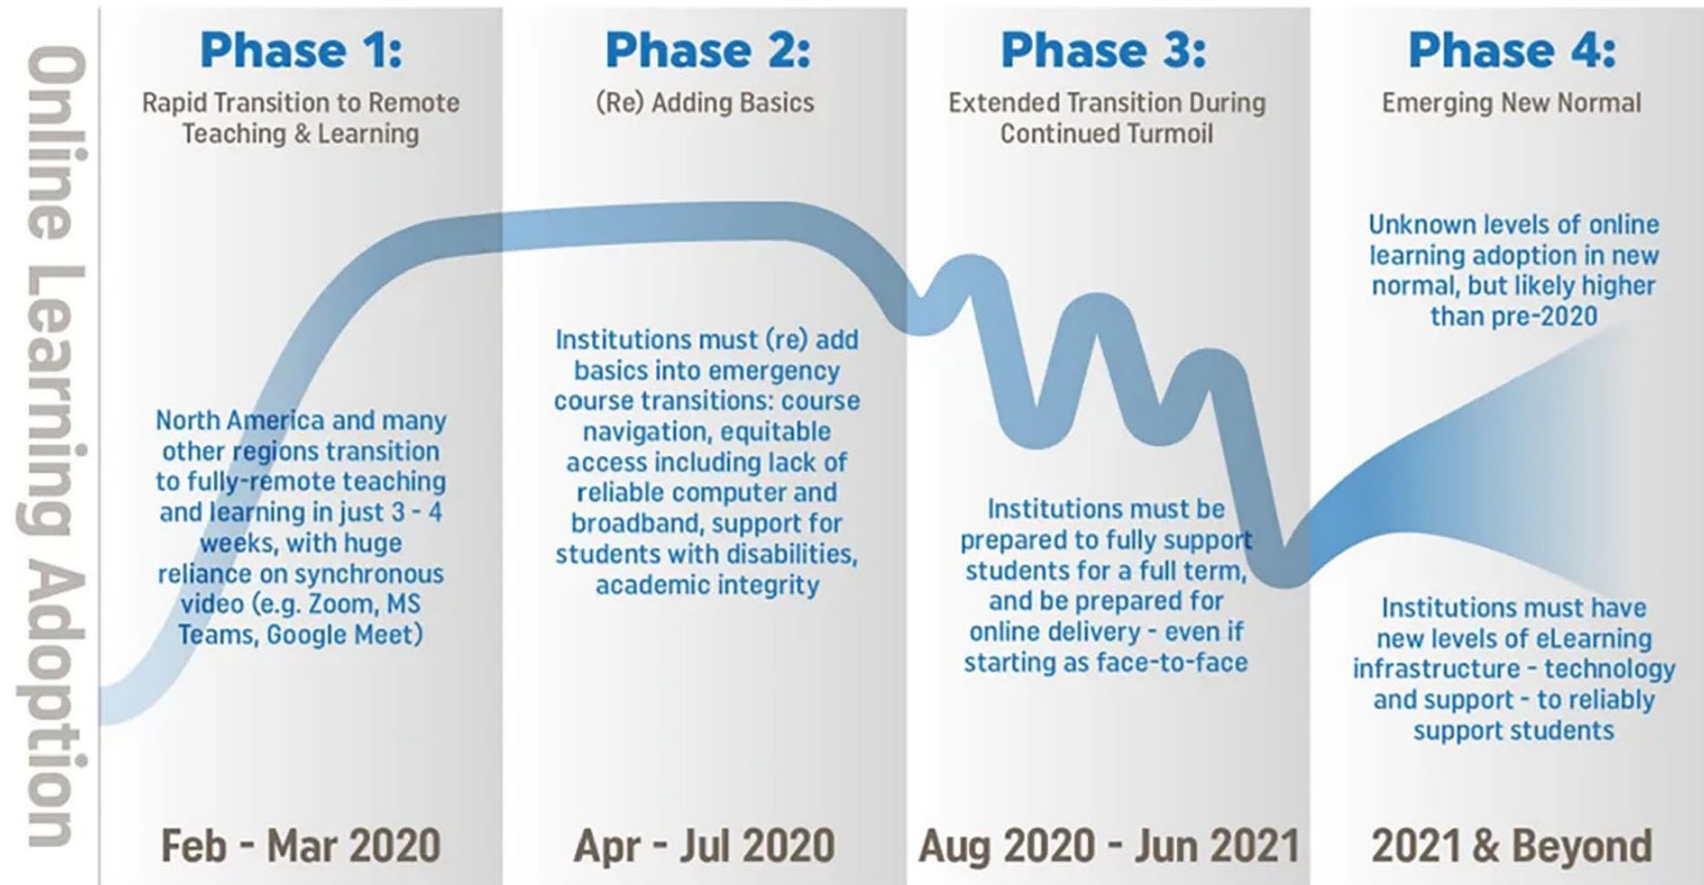 Online Learning Adoption
Phase 1:
Rapid Transition to Remote
Teaching & Learning
North America and many
other regions transition
to fully-remote teaching
and learning in just 3 - 4
weeks, with huge
reliance on synchronous
video (e.g. Zoom, MS
Teams, Google Meet)
Feb - Mar 2020
Phase 2:
(Re) Adding Basics
Institutions must (re) add
basics into emergency
course transitions: course
navigation, equitable
access including lack of
reliable computer and
broadband, support for
students with disabilities,
academic integrity
Apr - Jul 2020
Phase 3:
Extended Transition During
Continued Turmoil
Institutions must be
prepared to fully support
students for a full term,
and be prepared for
online delivery - even if
starting as face-to-face
Aug 2020 - Jun 2021
Phase 4:
Emerging New Normal
Unknown levels of online
learning adoption in new
normal, but likely higher
than pre-2020
Institutions must have
new levels of eLearning
infrastructure - technology
and support - to reliably
support students
2021 & Beyond